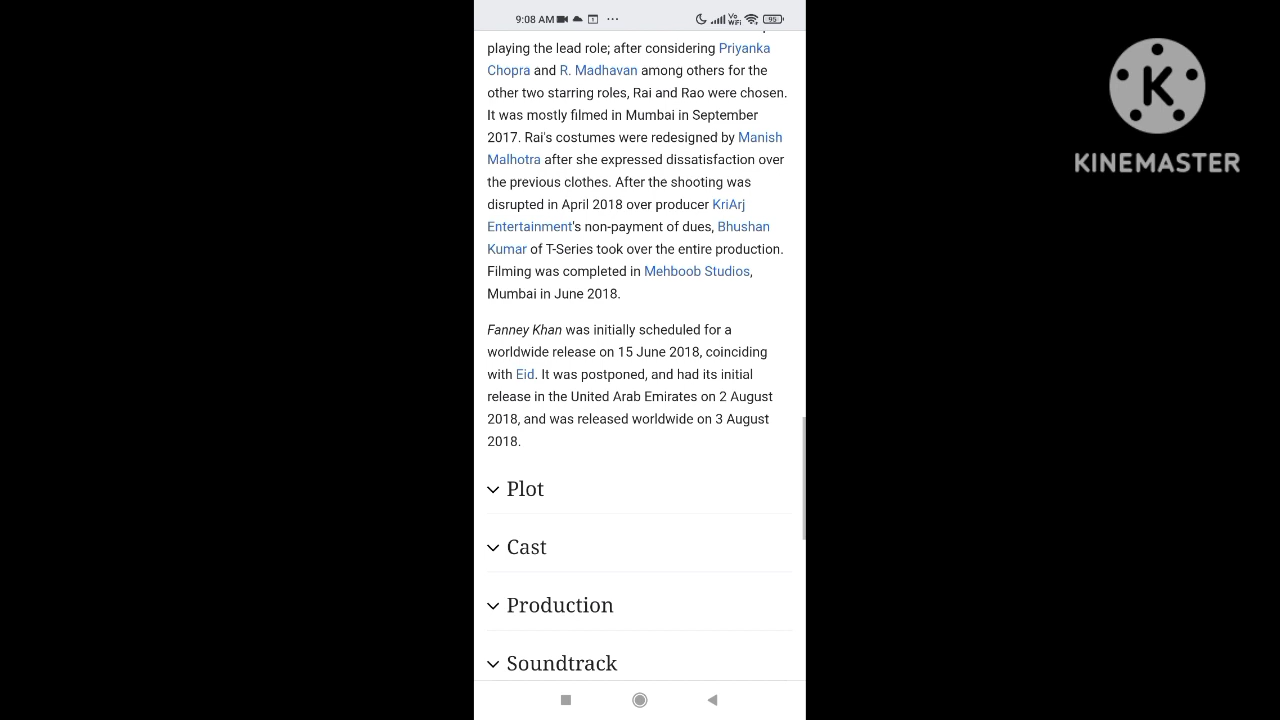 9:08 AM
Vo WiFi
95
playing the lead role; after considering Priyanka
Chopra and R. Madhavan among others for the
other two starring roles, Rai and Rao were chosen.
It was mostly filmed in Mumbai in September
2017. Rai's costumes were redesigned by Manish
Malhotra after she expressed dissatisfaction over
the previous clothes. After the shooting was
disrupted in April 2018 over producer KriArj
Entertainment's non-payment of dues, Bhushan
Kumar of T-Series took over the entire production.
Filming was completed in Mehboob Studios,
Mumbai in June 2018.
Fanney Khan was initially scheduled for a
worldwide release on 15 June 2018, coinciding
with Eid. It was postponed, and had its initial
release in the United Arab Emirates on 2 August
2018, and was released worldwide on 3 August
2018.
Plot
Cast
Production
Soundtrack
K
KINEMASTER